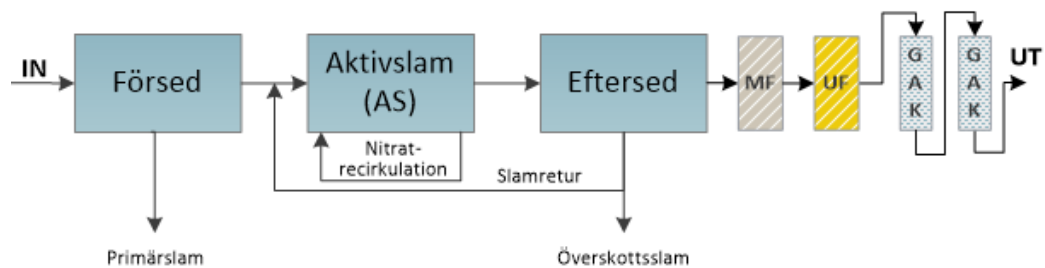 IN
Försed
Aktivslam
(AS)
Eftersed
MF
UF
G
A
K
G
A
K
UT
Nitrat-
recirkulation
Slamretur
Primärslam
Överskottsslam